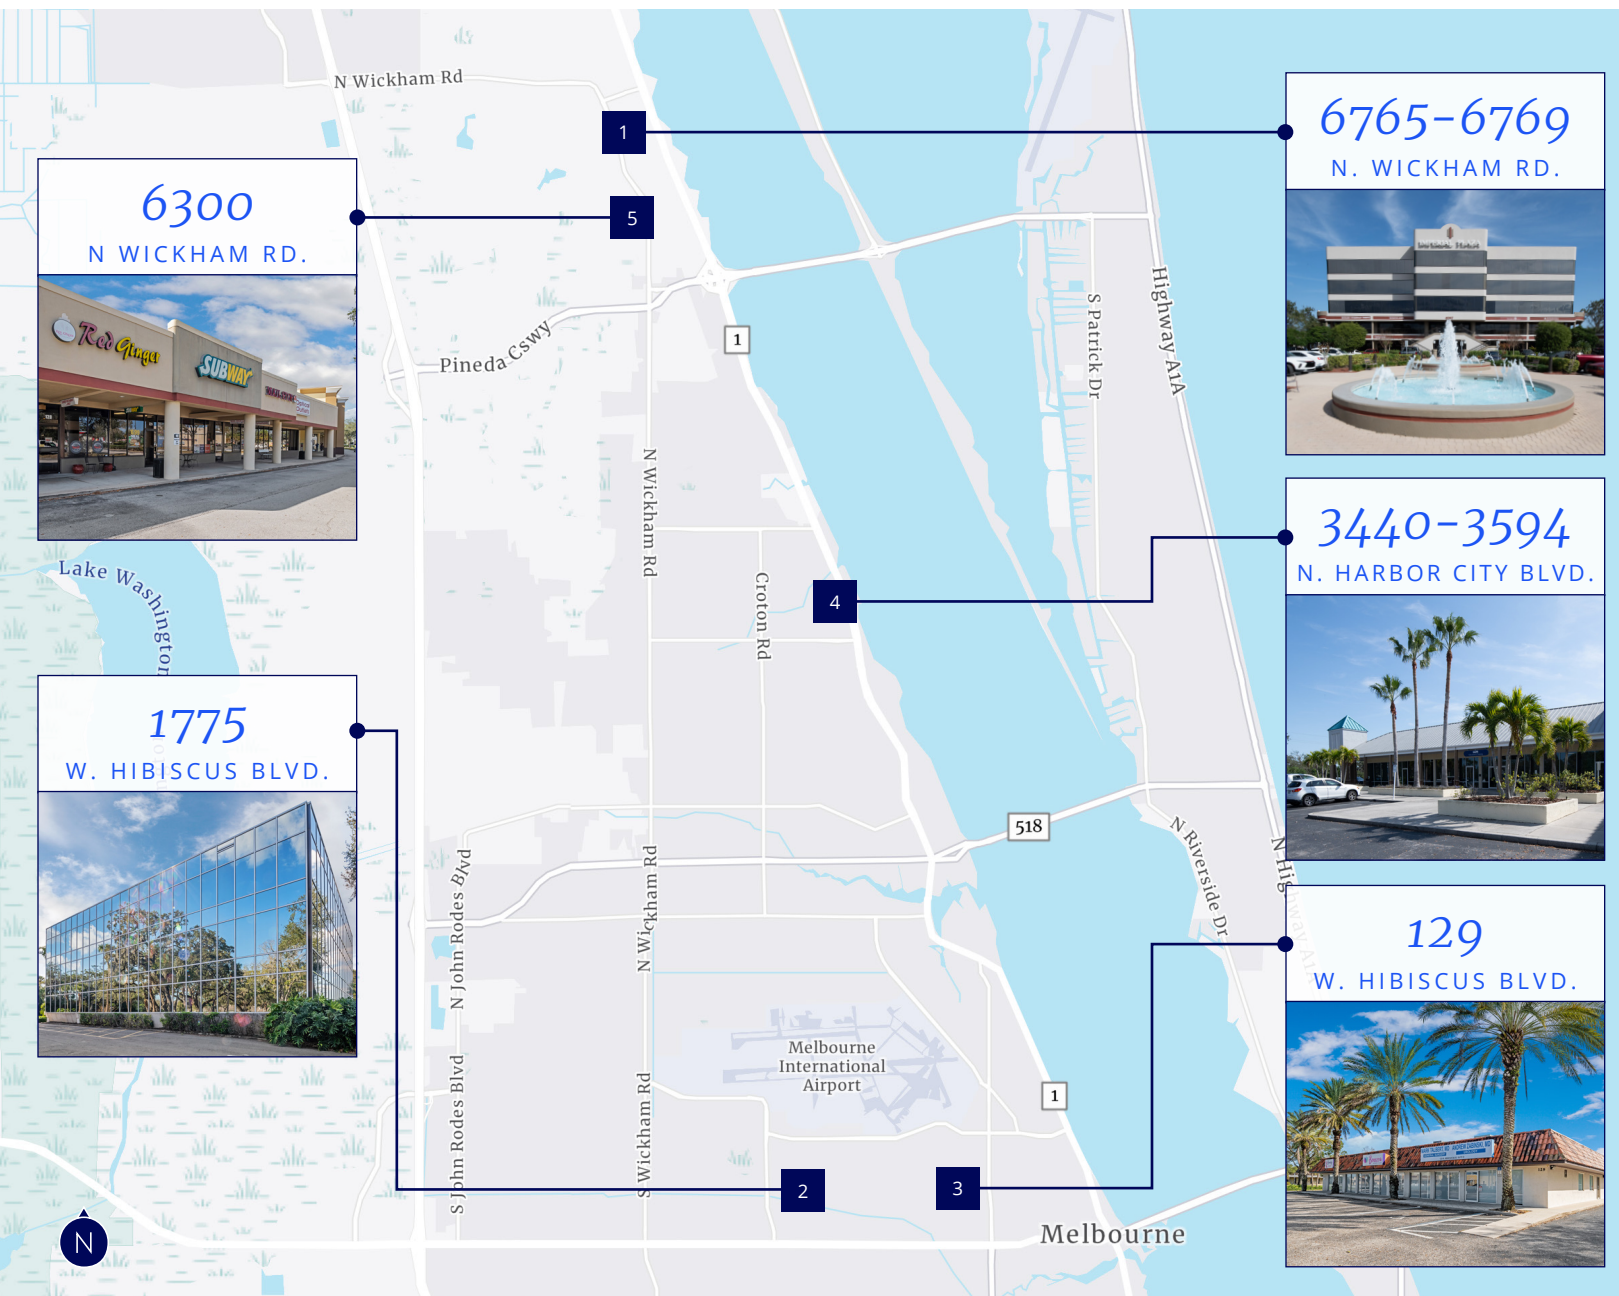 N Wickham Rd
1
6765-6769
N. WICKHAM RD.
6300
N WICKHAM RD.
5
Red Ginger
SUBWAY
Pineda Cswy
1
S Patrick Dr
Highway A1A
N Wickham Rd
3440-3594
N. HARBOR CITY BLVD.
Lake Washington
Croton Rd
4
1775
W. HIBISCUS BLVD.
518
N Riverside Dr
N Highway A1A
N John Rodes Blvd
N Wickham Rd
129
W. HIBISCUS BLVD.
Melbourne
International
Airport
1
S John Rodes Blvd
S Wickham Rd
2
3
Melbourne
N